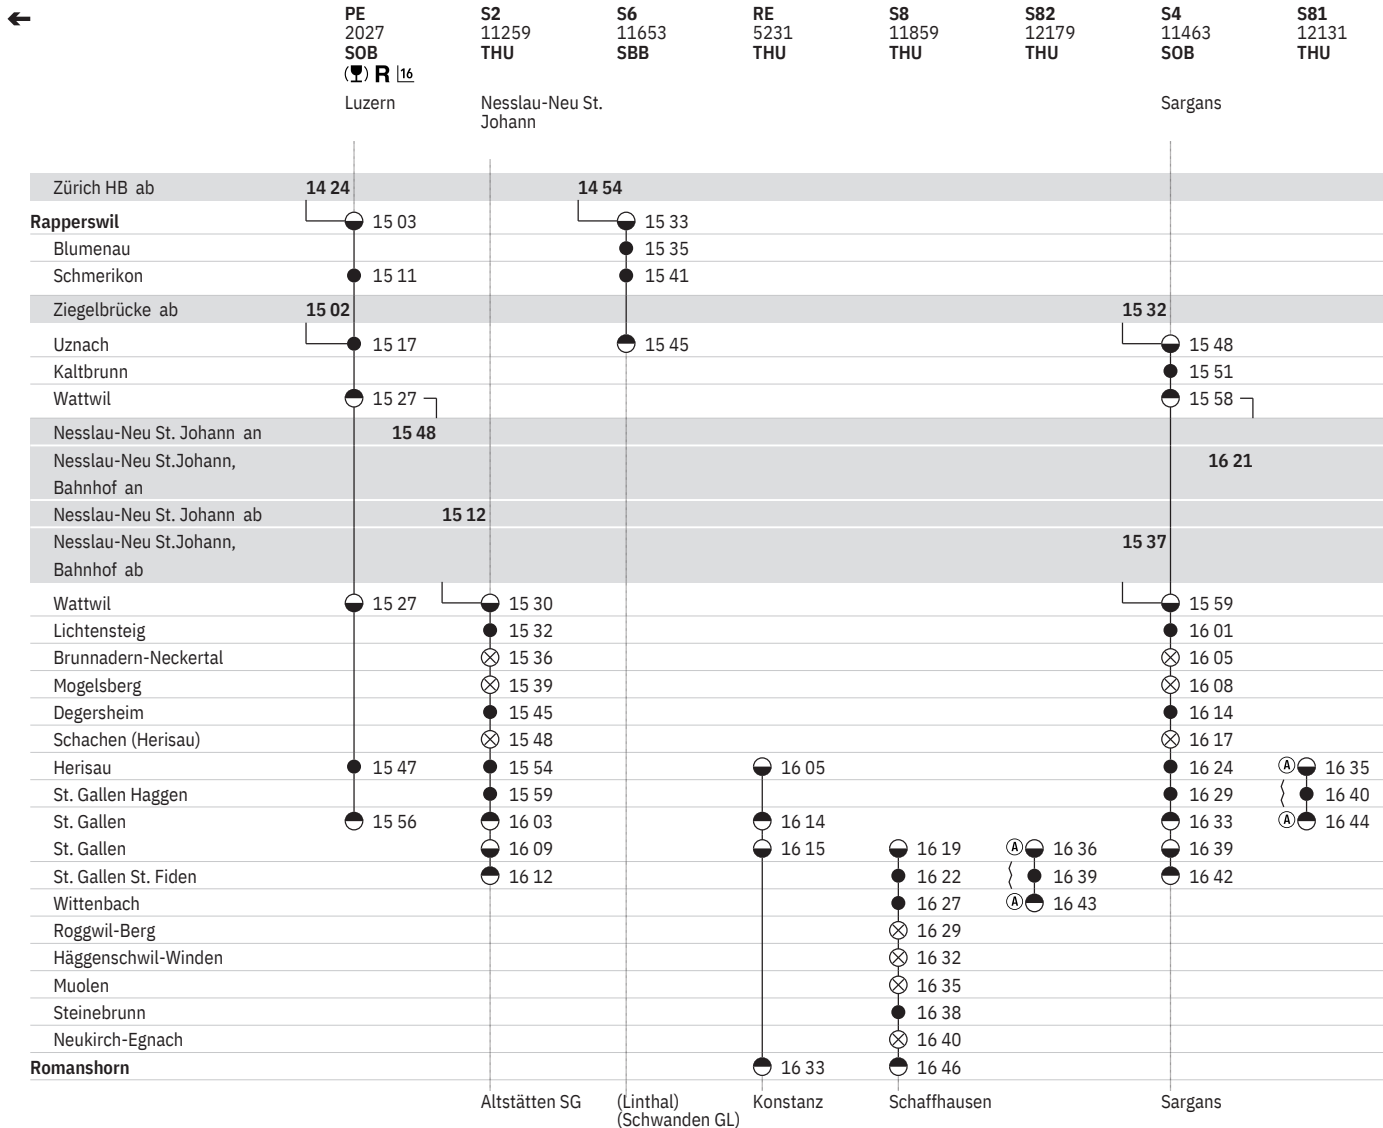 PE S2 S6 RE S8 S82 S4 S81
2027 11259 11653 5231 11859 12179 11463 12131
SOB THU SBB THU THU THU SOB THU
R 16
Luzern Nesslau-Neu St. Sargans
Johann
Zürich HB ab 14 24 14 54
Rapperswil 15 03 15 33
Blumenau 15 35
Schmerikon 15 11 15 41
Ziegelbrücke ab 15 02 15 32
Uznach 15 17 15 45 15 48
Kaltbrunn 15 51
Wattwil 15 27 15 58
Nesslau-Neu St. Johann an 15 48
Nesslau-Neu St.Johann, 16 21
Bahnhof an
Nesslau-Neu St. Johann ab 15 12
Nesslau-Neu St.Johann, 15 37
Bahnhof ab
Wattwil 15 27 15 30 15 59
Lichtensteig 15 32 16 01
Brunnadern-Neckertal 15 36 16 05
Mogelsberg 15 39 16 08
Degersheim 15 45 16 14
Schachen (Herisau) 15 48 16 17
Herisau 15 47 15 54 16 05 16 24 A 16 35
St. Gallen Haggen 15 59 16 29 16 40
St. Gallen 15 56 16 03 16 14 16 33 A 16 44
St. Gallen 16 09 16 15 16 19 A 16 36 16 39
St. Gallen St. Fiden 16 12 16 22 16 39 16 42
Wittenbach 16 27 A 16 43
Roggwil-Berg 16 29
Häggenschwil-Winden 16 32
Muolen 16 35
Steinebrunn 16 38
Neukirch-Egnach 16 40
Romanshorn 16 33 16 46
Altstätten SG (Linthal) Konstanz Schaffhausen Sargans
(Schwanden GL)